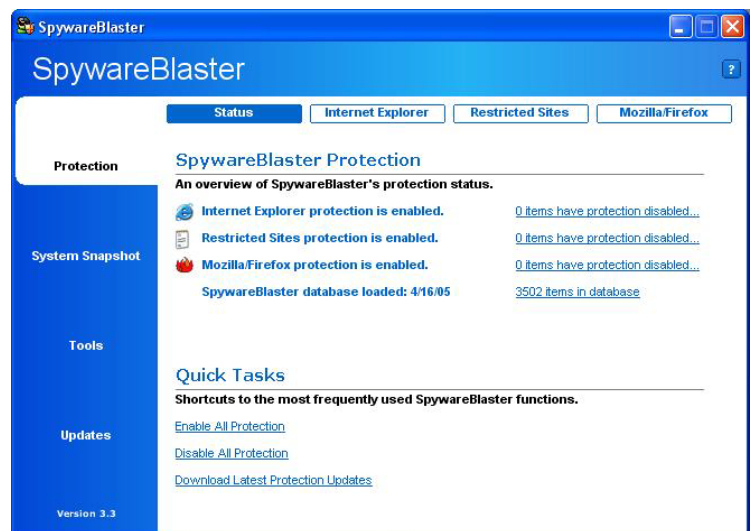 SpywareBlaster
SpywareBlaster
?
Status
Internet Explorer
Restricted Sites
Mozilla/Firefox
Protection
System Snapshot
Tools
Updates
Version 3.3
SpywareBlaster Protection
An overview of SpywareBlaster's protection status.
Internet Explorer protection is enabled. 0 items have protection disabled...
Restricted Sites protection is enabled. 0 items have protection disabled...
Mozilla/Firefox protection is enabled. 0 items have protection disabled...
SpywareBlaster database loaded: 4/16/05 3502 items in database
Quick Tasks
Shortcuts to the most frequently used SpywareBlaster functions.
Enable All Protection
Disable All Protection
Download Latest Protection Updates